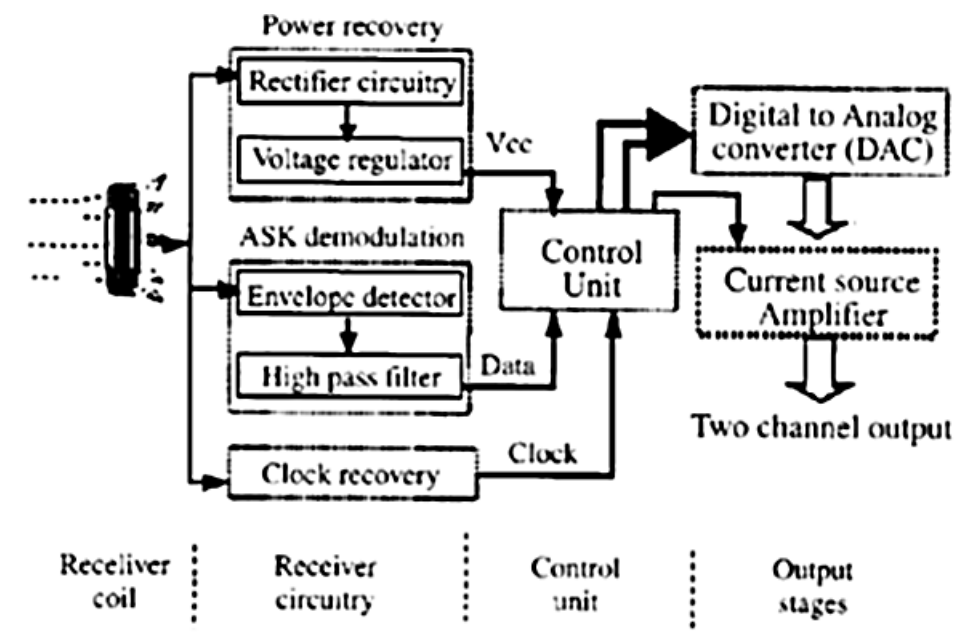 Power recovery
Rectifier circuitry
Voltage regulator
Vcc
ASK demodulation
Envelope detector
High pass filter
Data
Clock recovery
Clock
Control
Unit
Digital to Analog
converter (DAC)
Current source
Amplifier
Two channel output
Receliver
coil
Receiver
circuitry
Control
unit
Output
stages